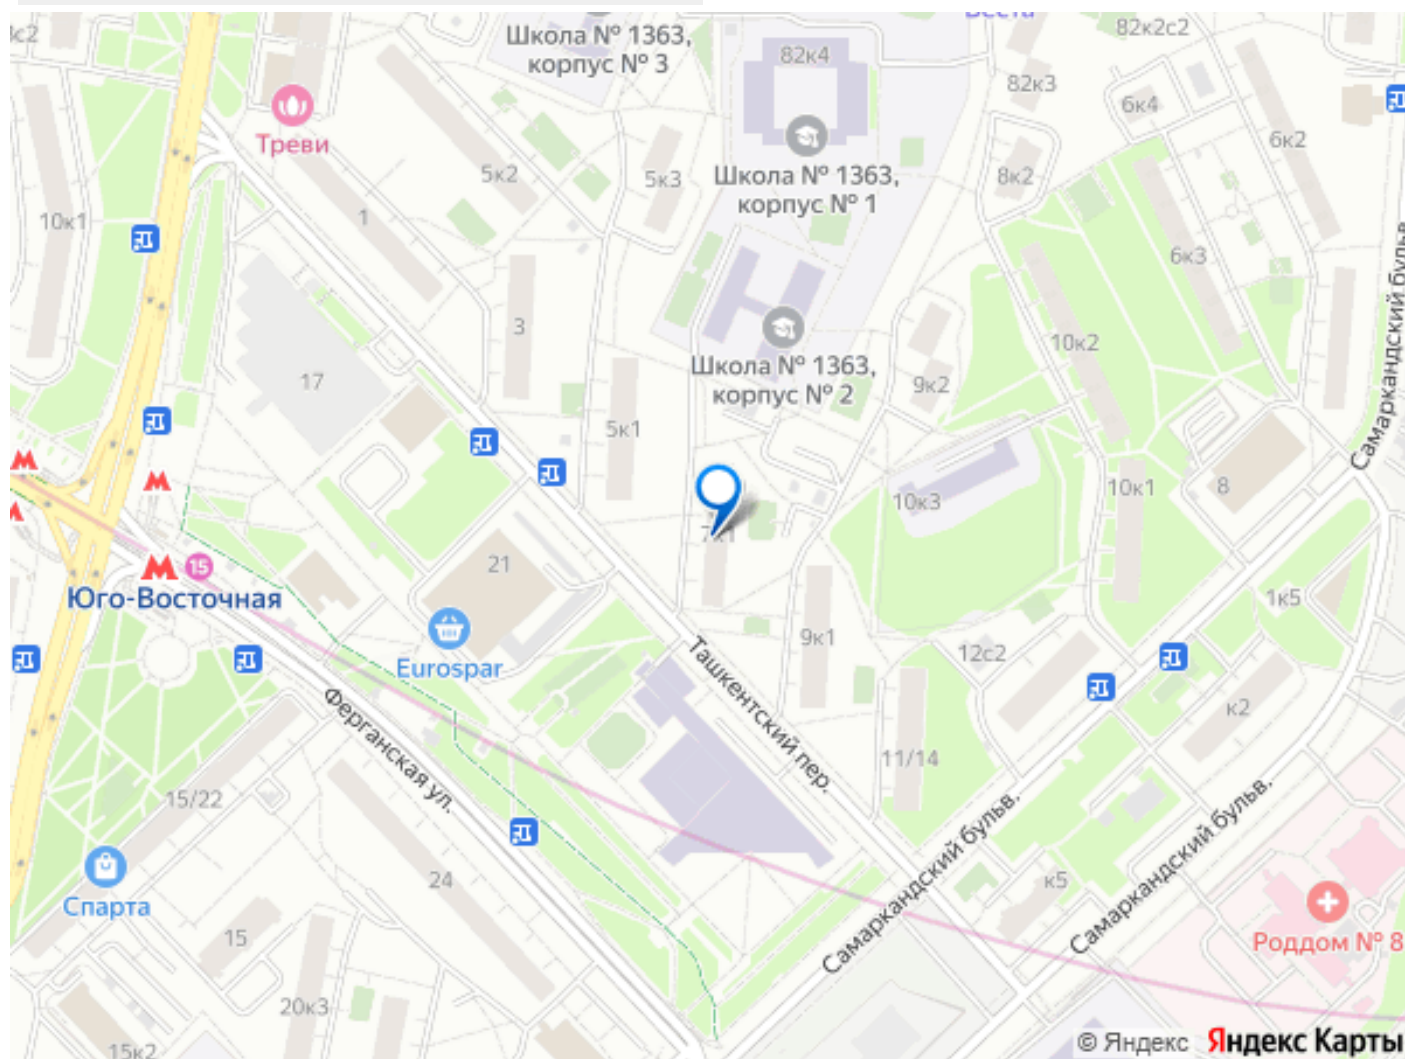 Веста
82к2с2
Школа № 1363,
корпус № 3
82к4
82к3
6к4
Треви
6к2
5к2
5к3
Школа № 1363,
корпус № 1
8к2
10к1
1
6к3
3
10к2
Школа № 1363,
корпус № 2
17
9к2
5к1
Самаркандский бульв.
10к3
10к1
8
7к1
21
15
Юго-Восточная
1к5
Eurospar
9к1
12с2
Ташкентский пер.
к2
Ферганская ул.
11/14
15/22
Самаркандский бульв.
Самаркандский бульв.
24
к5
Спарта
15
Роддом № 8
20к3
15к2
© Яндекс Яндекс Карты